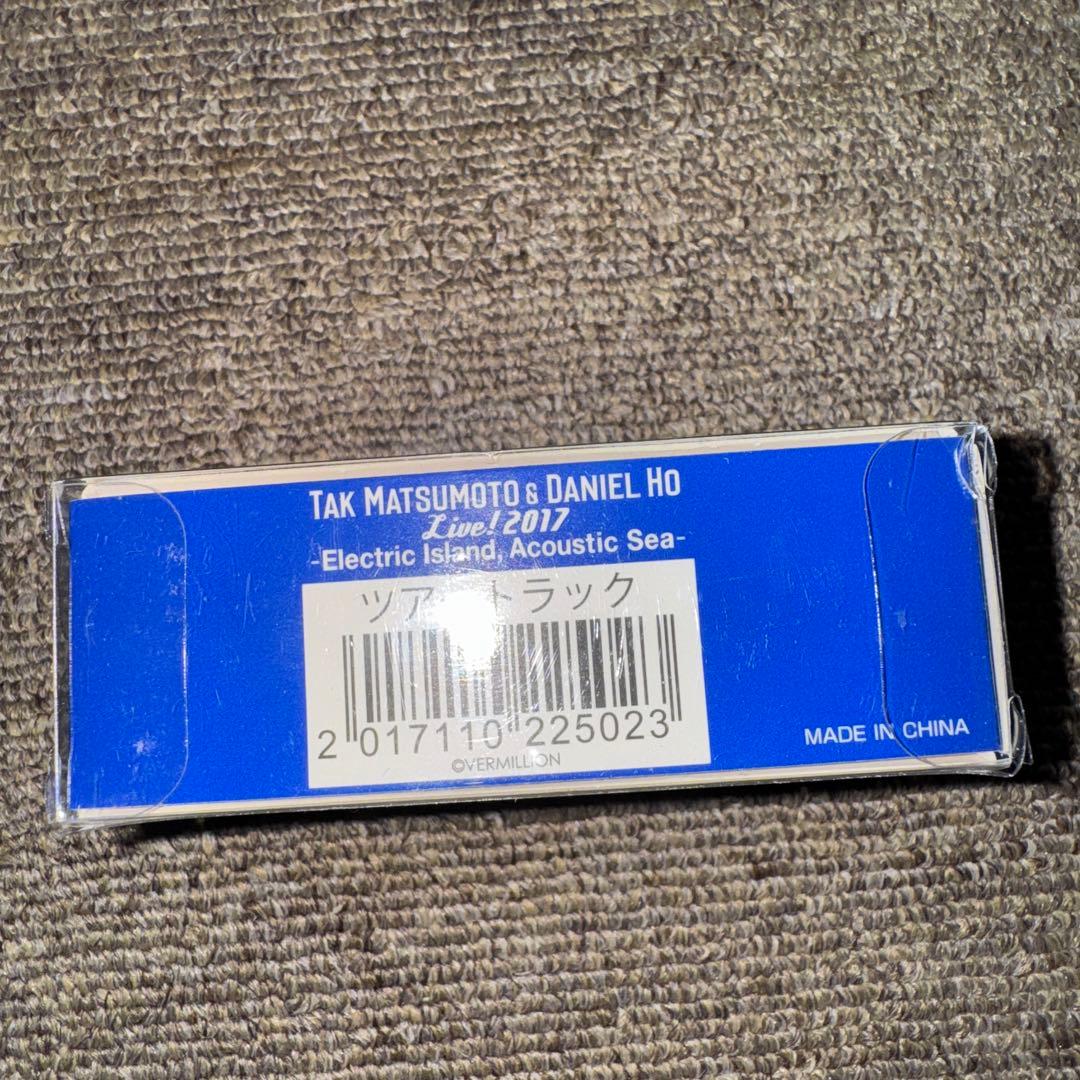 TAK MATSUMOTO & DANIEL HO
Live! 2017
-Electric Island, Acoustic Sea-
ツアートラック
2 017110 225023
©VERMILLION
MADE IN CHINA